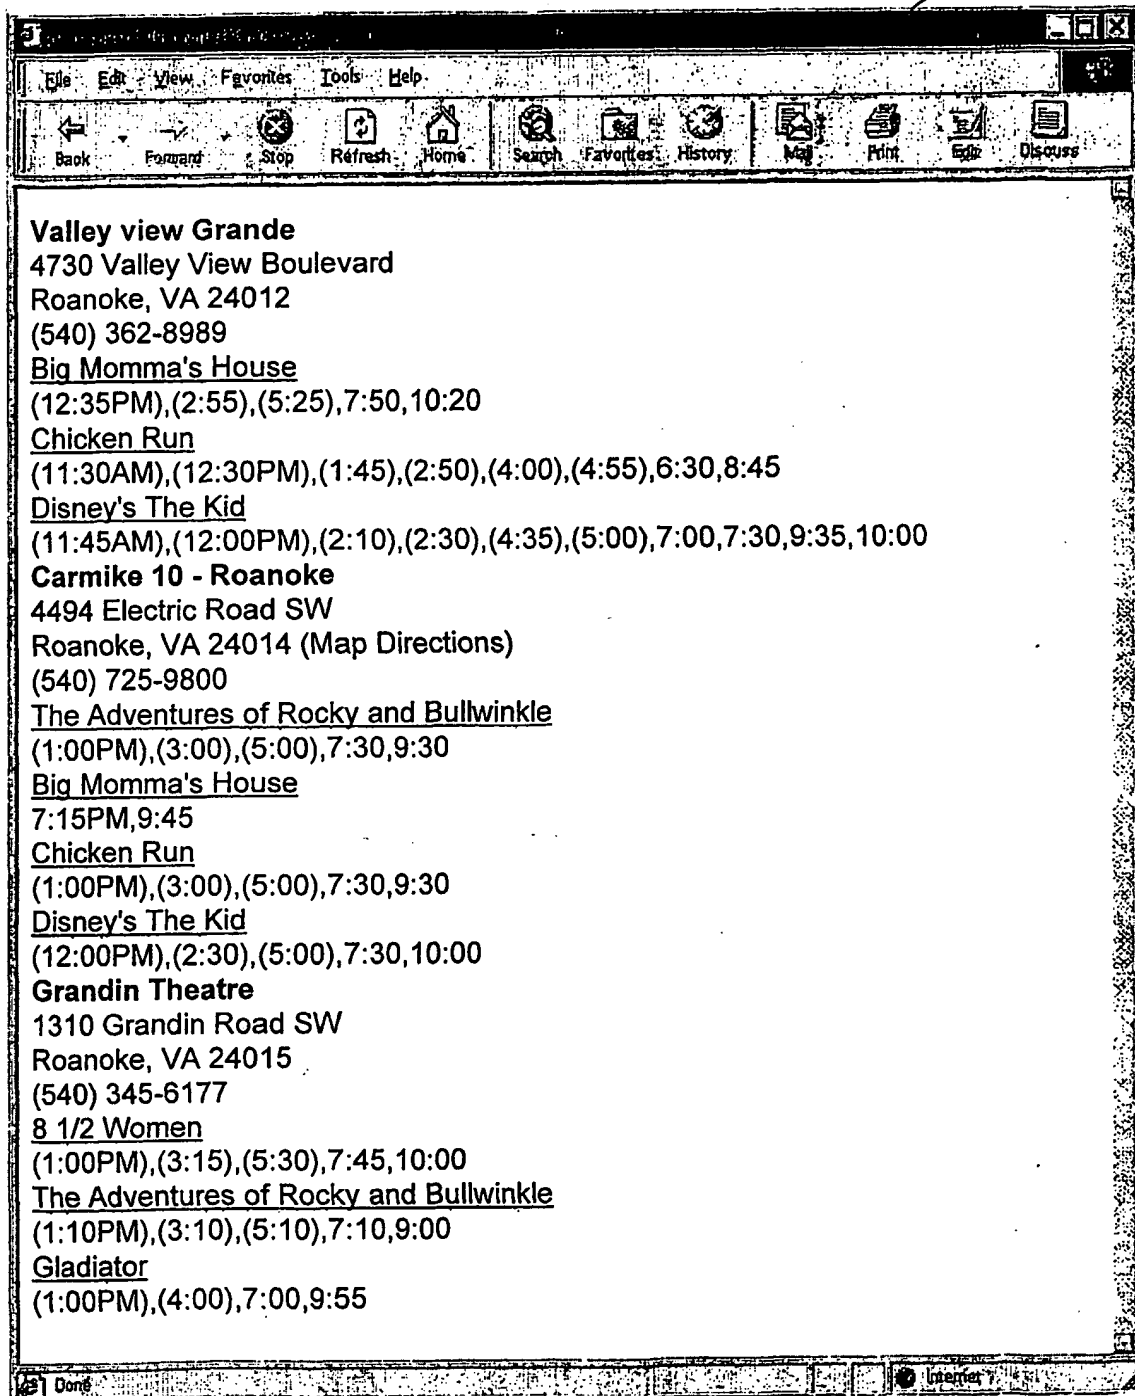 File Edit View Favorites Tools Help
Back Forward Stop Refresh Home Search Favorites History Mail Print Edit Discuss
Valley view Grande
4730 Valley View Boulevard
Roanoke, VA 24012
(540) 362-8989
Big Momma's House
(12:35PM),(2:55),(5:25),7:50,10:20
Chicken Run
(11:30AM),(12:30PM),(1:45),(2:50),(4:00),(4:55),6:30,8:45
Disney's The Kid
(11:45AM),(12:00PM),(2:10),(2:30),(4:35),(5:00),7:00,7:30,9:35,10:00
Carmike 10 - Roanoke
4494 Electric Road SW
Roanoke, VA 24014 (Map Directions)
(540) 725-9800
The Adventures of Rocky and Bullwinkle
(1:00PM),(3:00),(5:00),7:30,9:30
Big Momma's House
7:15PM,9:45
Chicken Run
(1:00PM),(3:00),(5:00),7:30,9:30
Disney's The Kid
(12:00PM),(2:30),(5:00),7:30,10:00
Grandin Theatre
1310 Grandin Road SW
Roanoke, VA 24015
(540) 345-6177
8 1/2 Women
(1:00PM),(3:15),(5:30),7:45,10:00
The Adventures of Rocky and Bullwinkle
(1:10PM),(3:10),(5:10),7:10,9:00
Gladiator
(1:00PM),(4:00),7:00,9:55
Done Internet